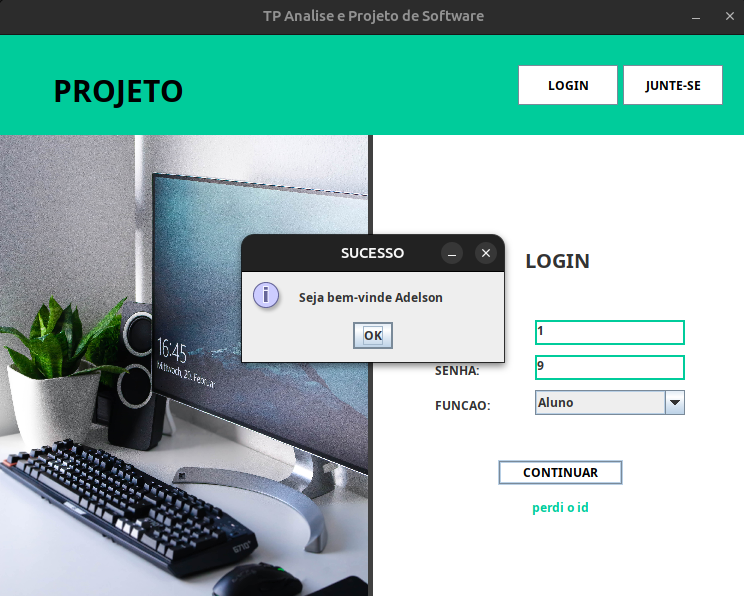 TP Analise e Projeto de Software
PROJETO
LOGIN
JUNTE-SE
16:45
Mittwoch, 20. Februar
SUCESSO
Seja bem-vinde Adelson
OK
LOGIN
1
SENHA:
9
FUNCAO:
Aluno
CONTINUAR
perdi o id